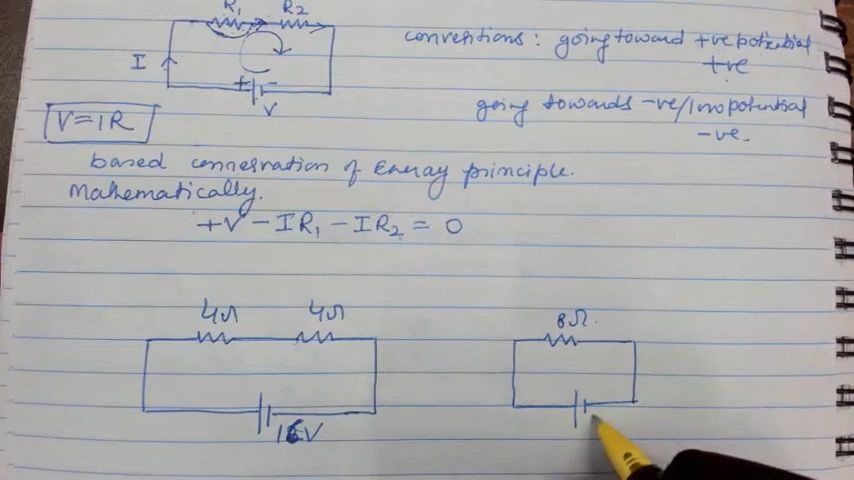 R₁ R₂
conventions : going toward +ve potential
+ve
I
+ -
V
going towards -ve/low potential
-ve.
V=IR
based conservation of Energy principle.
Mathematically.
+V - IR₁ - IR₂ = 0
4Ω 4Ω
8Ω.
16V